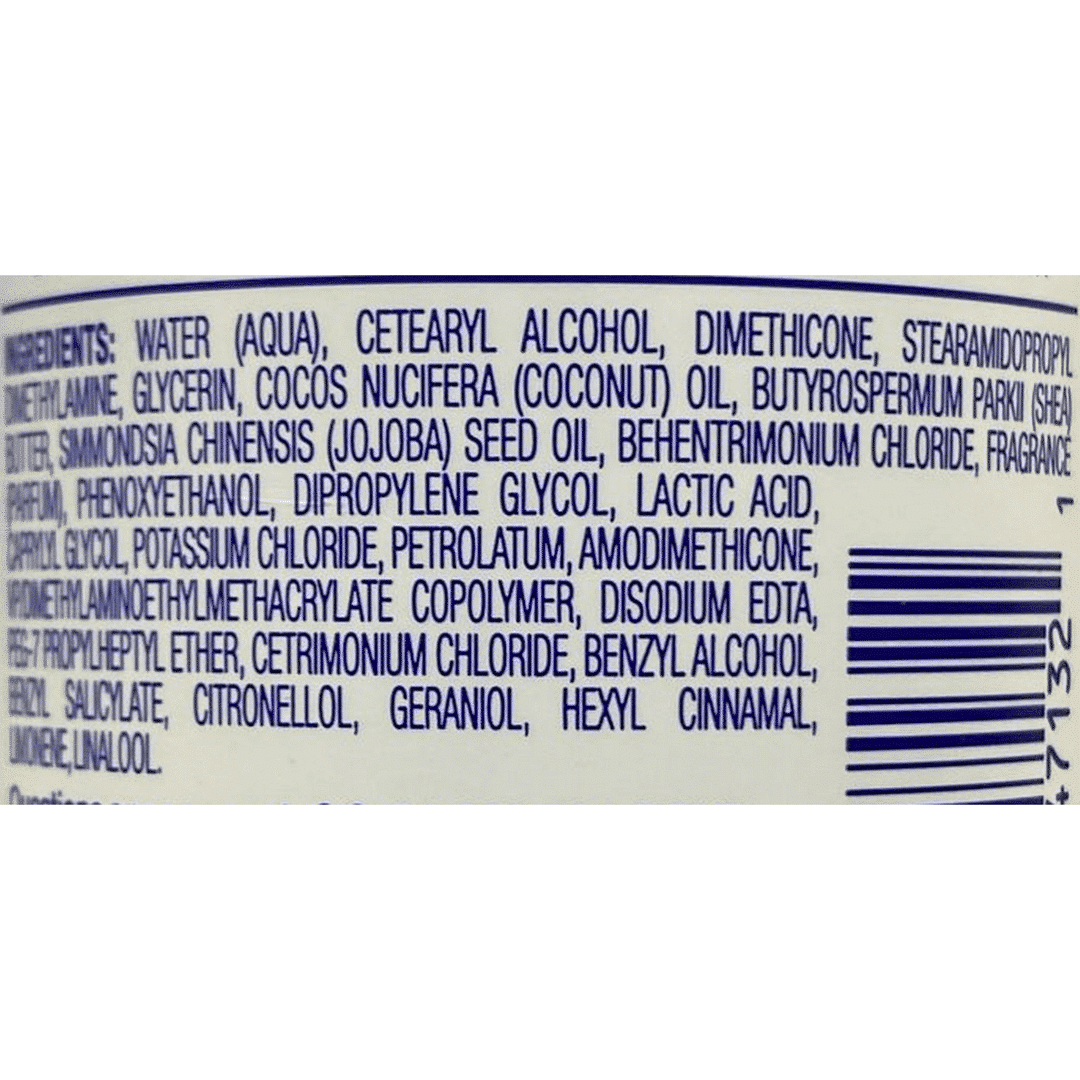 INGREDIENTS: WATER (AQUA), CETEARYL ALCOHOL, DIMETHICONE, STEARAMIDOPROPYL
DIMETHYLAMINE, GLYCERIN, COCOS NUCIFERA (COCONUT) OIL, BUTYROSPERMUM PARKII (SHEA)
BUTTER, SIMMONDSIA CHINENSIS (JOJOBA) SEED OIL, BEHENTRIMONIUM CHLORIDE, FRAGRANCE
(PARFUM), PHENOXYETHANOL, DIPROPYLENE GLYCOL, LACTIC ACID,
CAPRYLYL GLYCOL, POTASSIUM CHLORIDE, PETROLATUM, AMODIMETHICONE,
VP/DIMETHYLAMINOETHYLMETHACRYLATE COPOLYMER, DISODIUM EDTA,
PEG-7 PROPYLHEPTYL ETHER, CETRIMONIUM CHLORIDE, BENZYL ALCOHOL,
BENZYL SALICYLATE, CITRONELLOL, GERANIOL, HEXYL CINNAMAL,
LIMONENE, LINALOOL.
1
47132